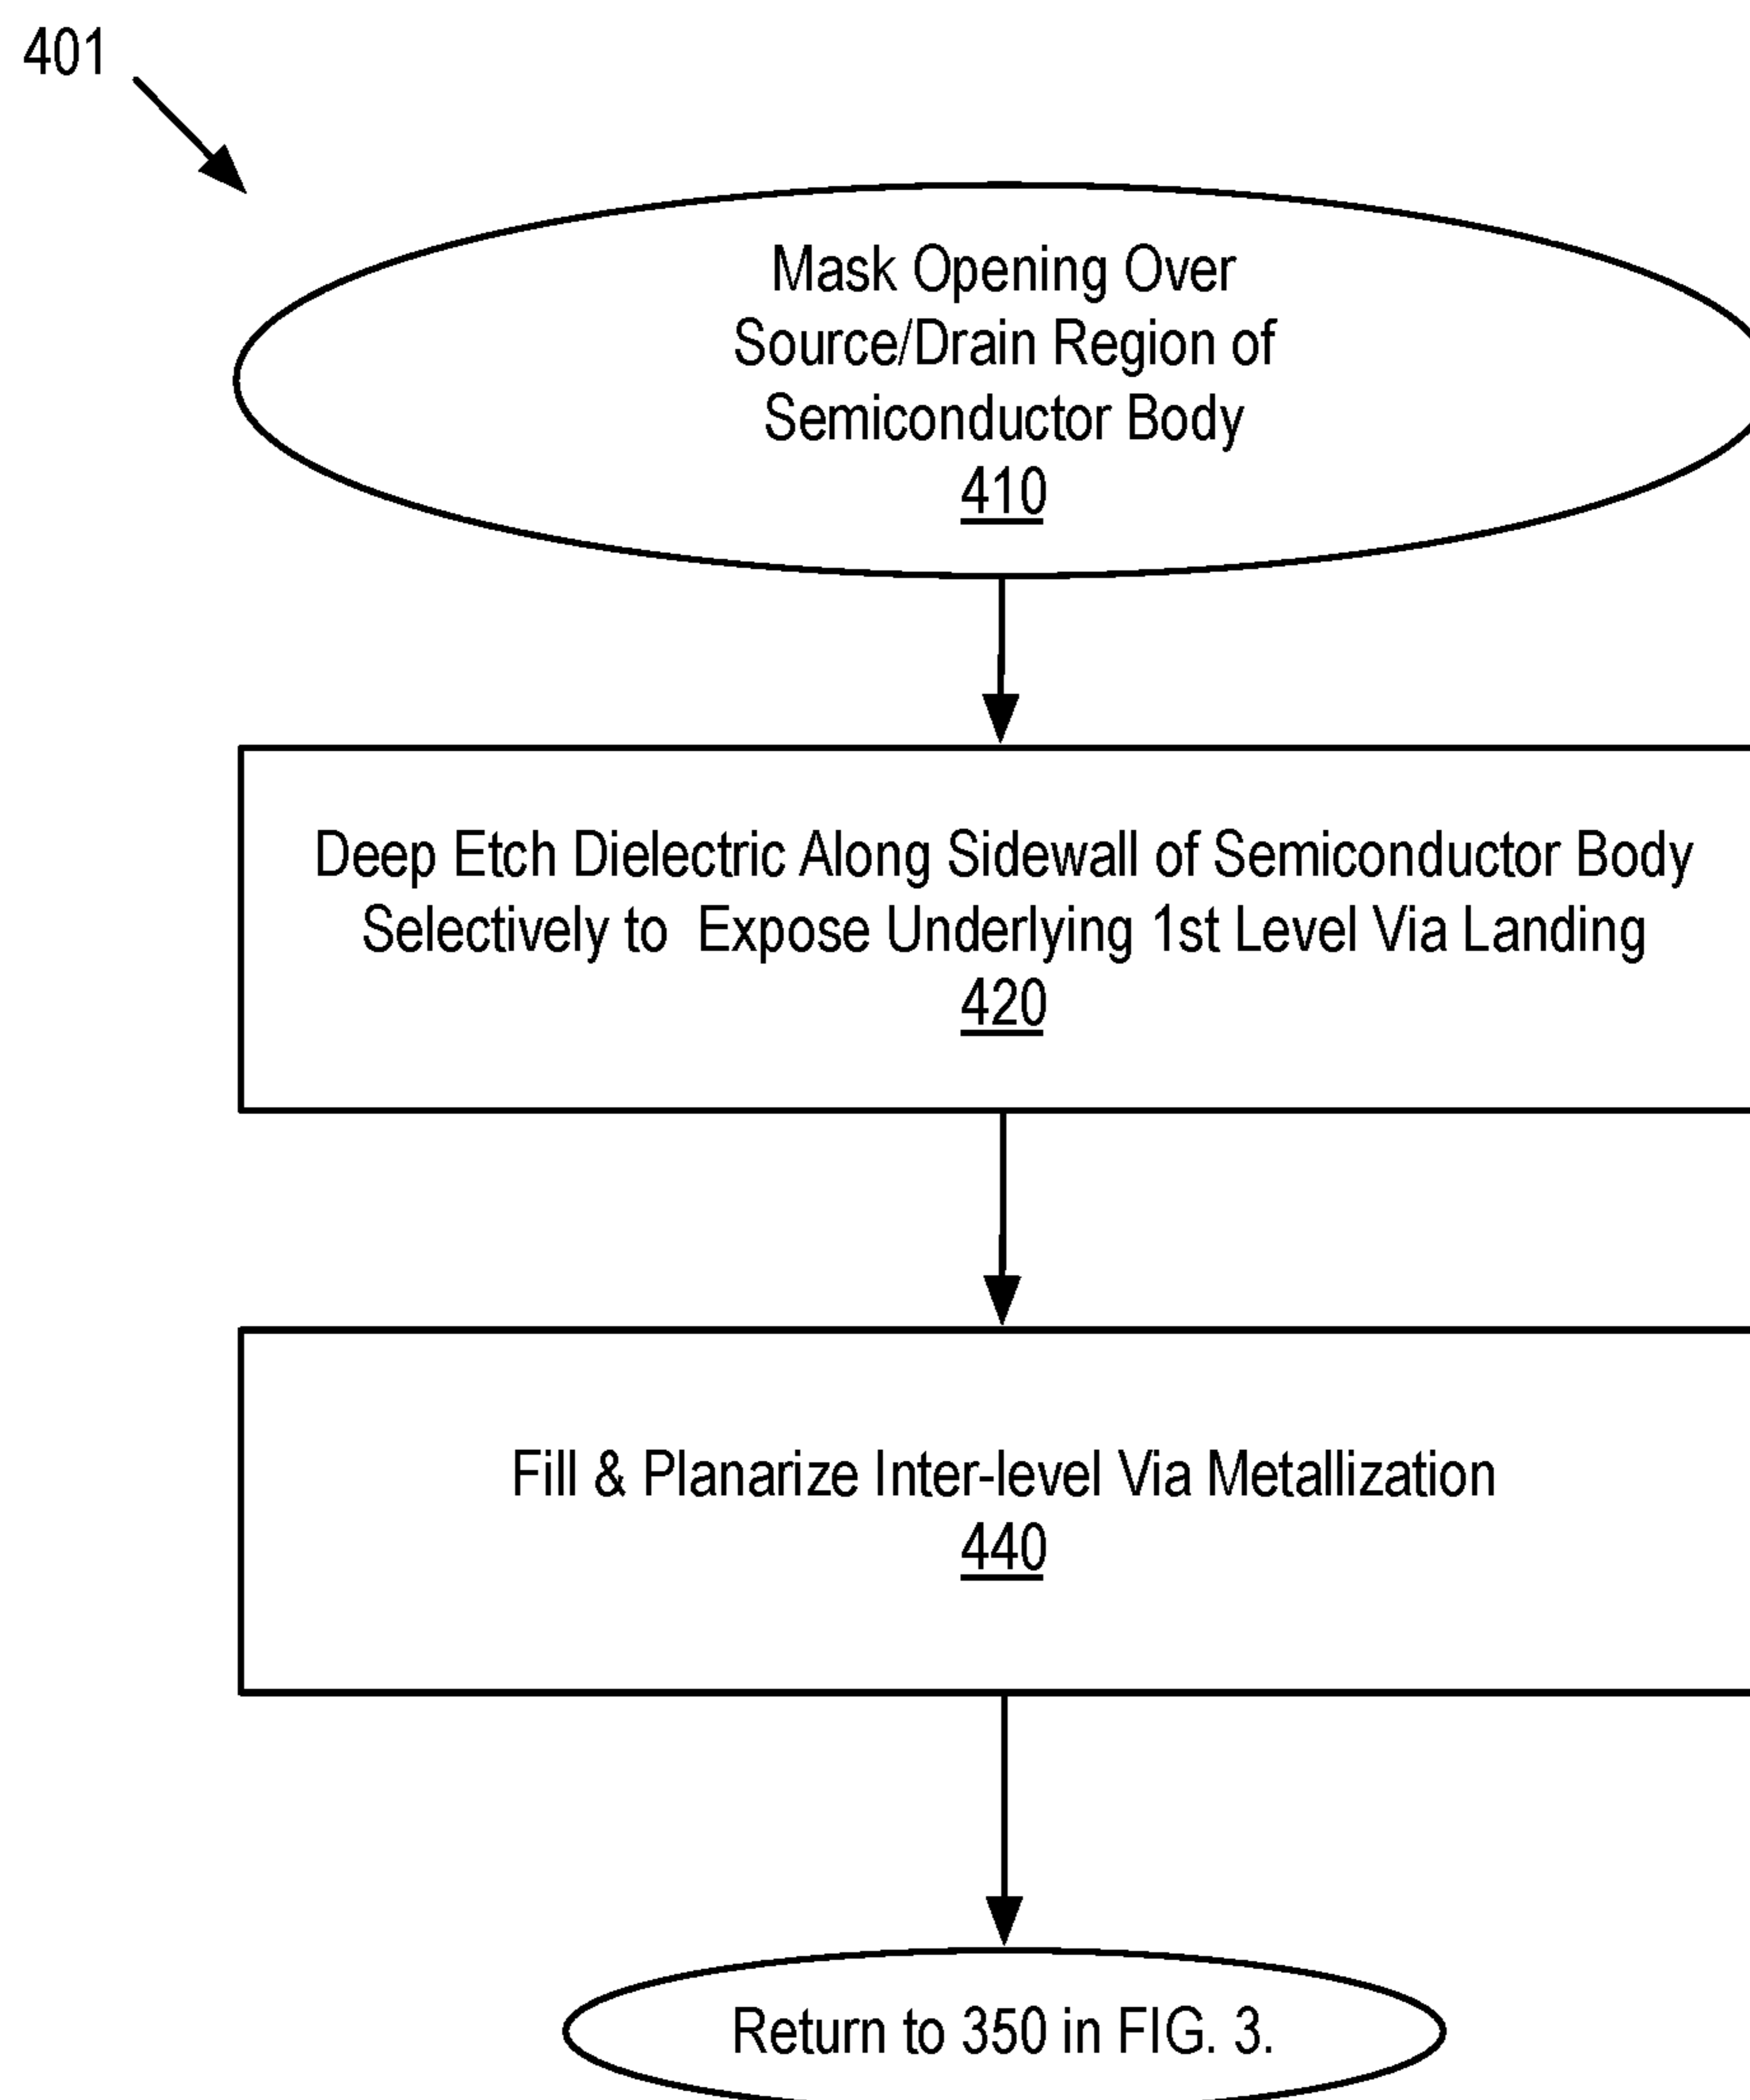 401
Mask Opening Over
Source/Drain Region of
Semiconductor Body
410
Deep Etch Dielectric Along Sidewall of Semiconductor Body
Selectively to Expose Underlying 1st Level Via Landing
420
Fill & Planarize Inter-level Via Metallization
440
Return to 350 in FIG. 3.